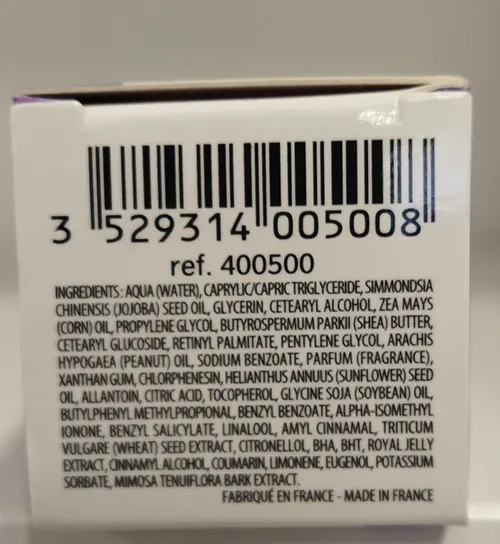 3 529314 005008
ref. 400500
INGREDIENTS : AQUA (WATER), CAPRYLIC/CAPRIC TRIGLYCERIDE, SIMMONDSIA
CHINENSIS (JOJOBA) SEED OIL, GLYCERIN, CETEARYL ALCOHOL, ZEA MAYS
(CORN) OIL, PROPYLENE GLYCOL, BUTYROSPERMUM PARKII (SHEA) BUTTER,
CETEARYL GLUCOSIDE, RETINYL PALMITATE, PENTYLENE GLYCOL, ARACHIS
HYPOGAEA (PEANUT) OIL, SODIUM BENZOATE, PARFUM (FRAGRANCE),
XANTHAN GUM, CHLORPHENESIN, HELIANTHUS ANNUUS (SUNFLOWER) SEED
OIL, ALLANTOIN, CITRIC ACID, TOCOPHEROL, GLYCINE SOJA (SOYBEAN) OIL,
BUTYLPHENYL METHYLPROPIONAL, BENZYL BENZOATE, ALPHA-ISOMETHYL
IONONE, BENZYL SALICYLATE, LINALOOL, AMYL CINNAMAL, TRITICUM
VULGARE (WHEAT) SEED EXTRACT, CITRONELLOL, BHA, BHT, ROYAL JELLY
EXTRACT, CINNAMYL ALCOHOL, COUMARIN, LIMONENE, EUGENOL, POTASSIUM
SORBATE, MIMOSA TENUIFLORA BARK EXTRACT.
FABRIQUÉ EN FRANCE - MADE IN FRANCE